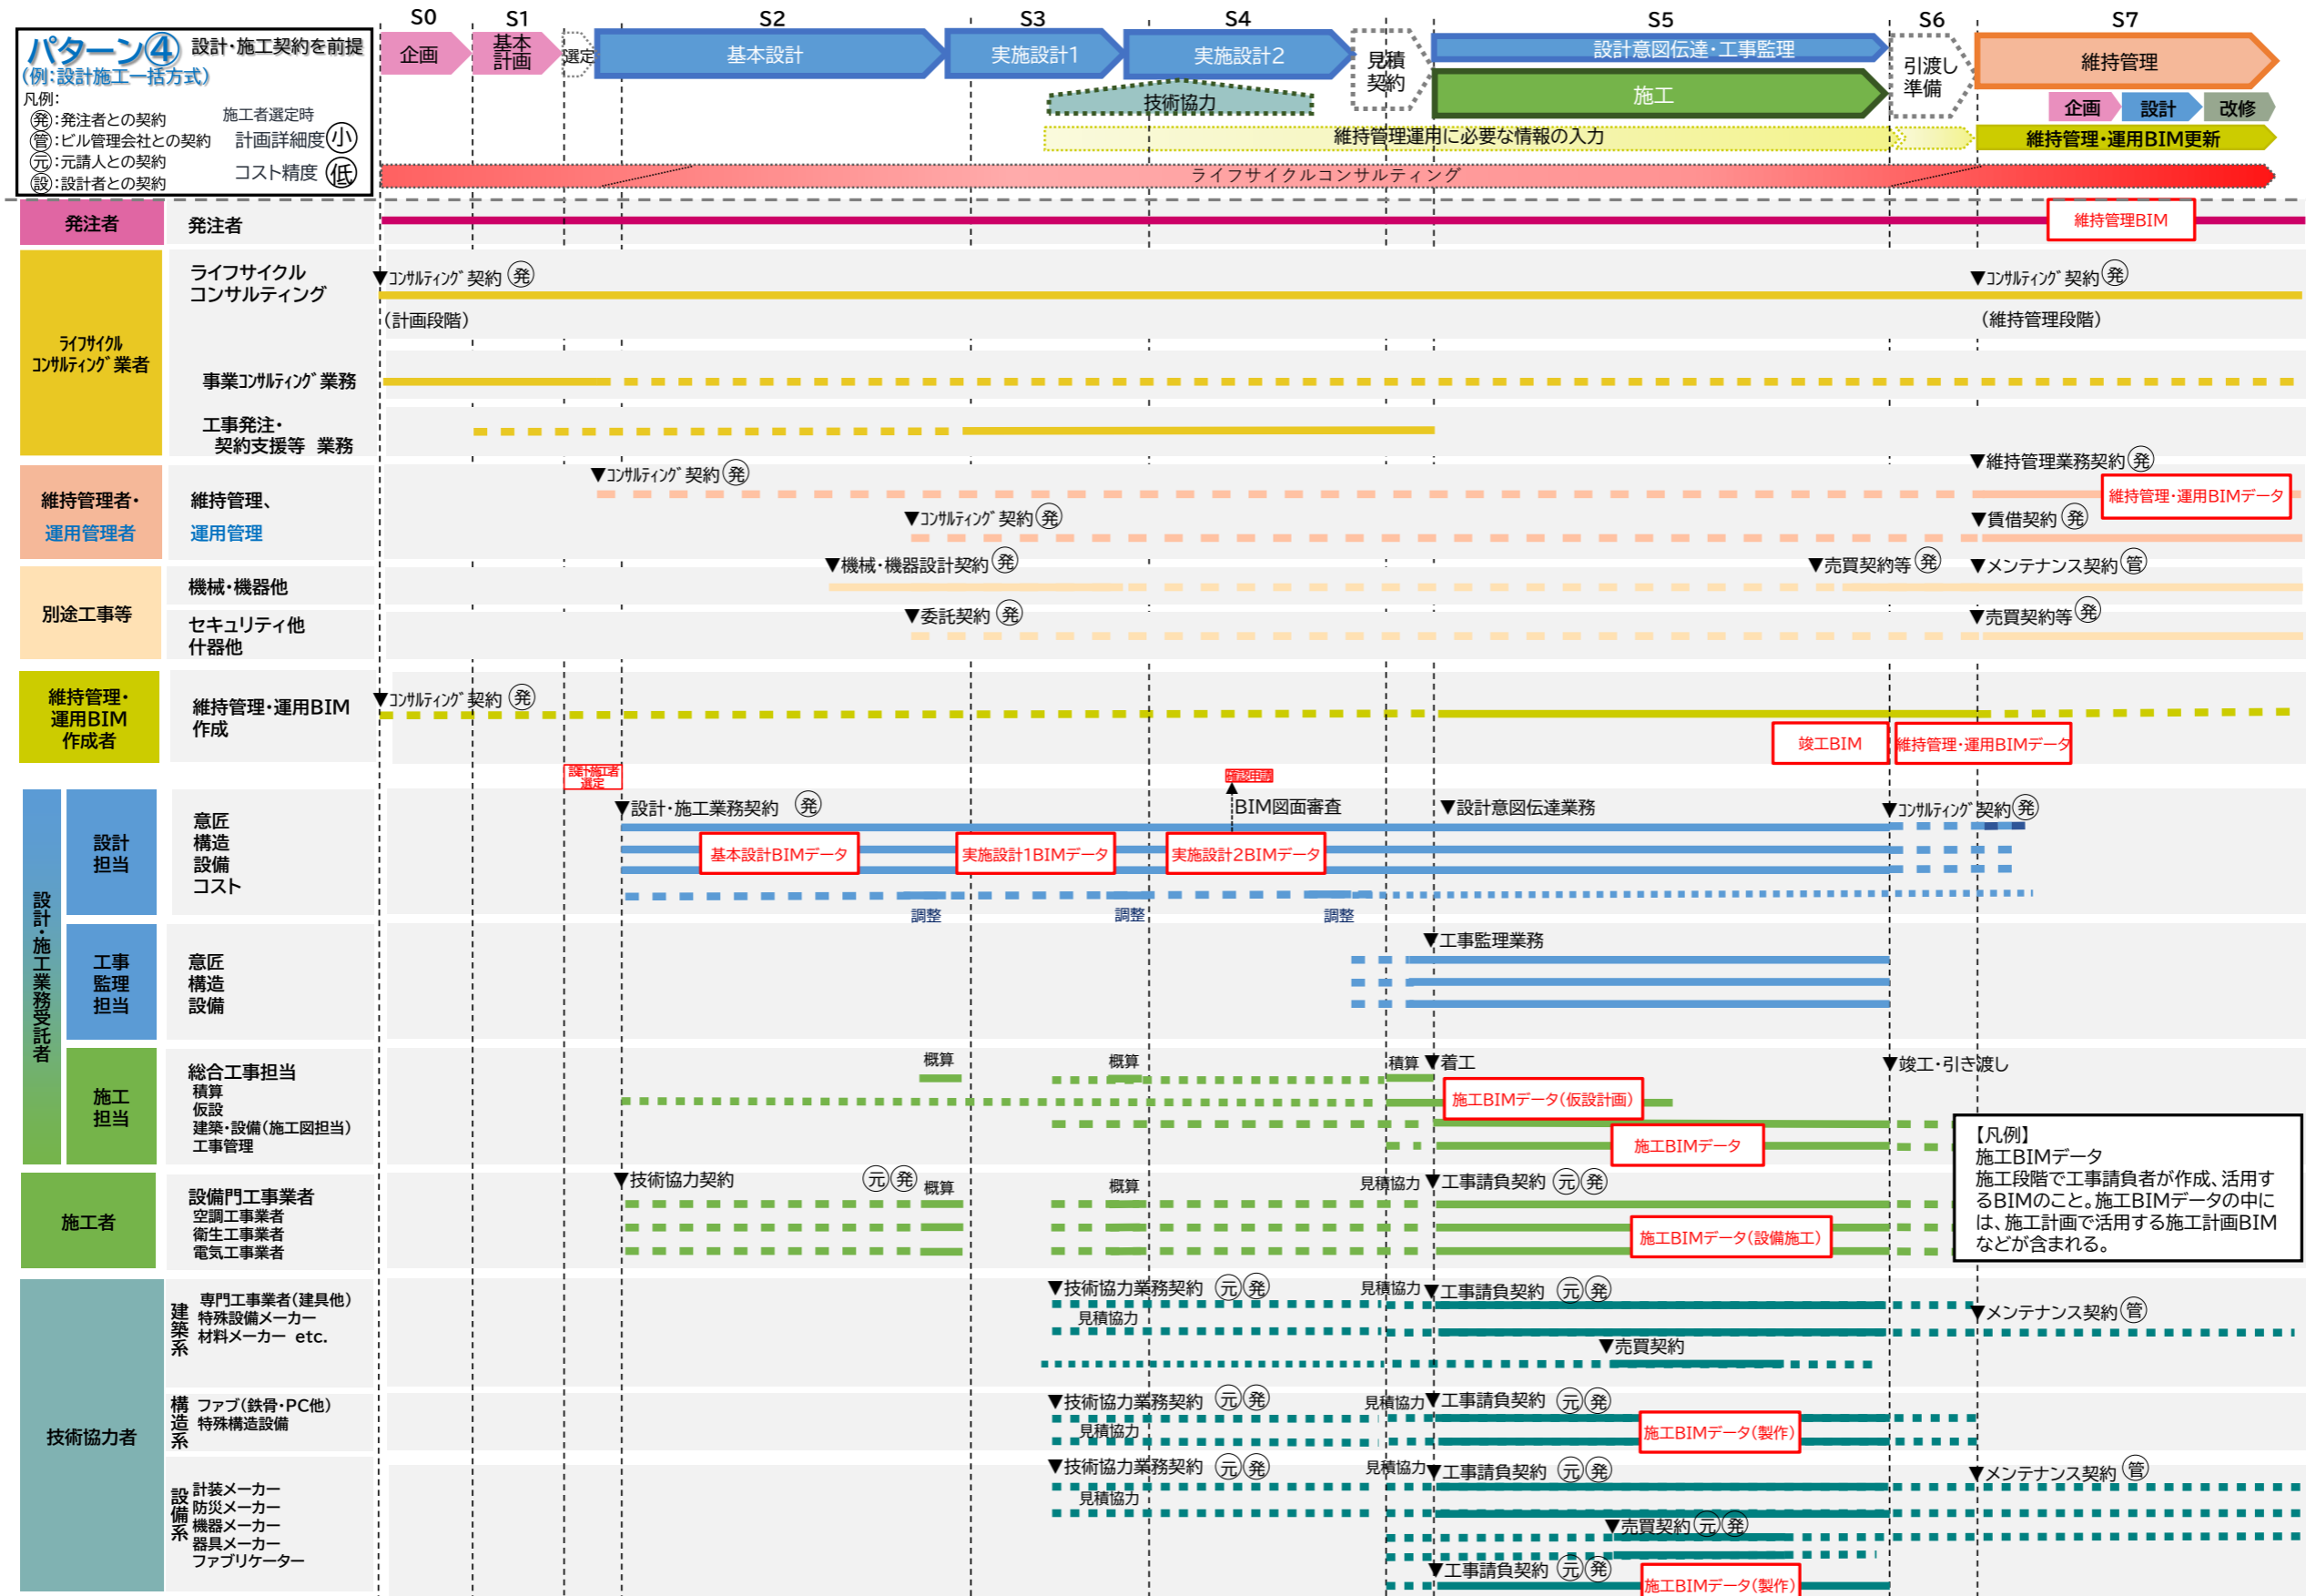 S0 S1 S2 S3 S4 S5 S6 S7
パターン④ 設計・施工契約を前提
(例:設計施工一括方式)
凡例:
発:発注者との契約
管:ビル管理会社との契約
元:元請人との契約
設:設計者との契約
施工者選定時
計画詳細度 小
コスト精度 低
企画
基本
計画
選定
基本設計
実施設計1
実施設計2
技術協力
見積
契約
設計意図伝達・工事監理
施工
引渡し
準備
維持管理
企画 設計 改修
維持管理運用に必要な情報の入力
維持管理・運用BIM更新
ライフサイクルコンサルティング
発注者
発注者
維持管理BIM
ライフサイクル
コンサルティング業者
ライフサイクル
コンサルティング
▼コンサルティング契約 発
(計画段階)
▼コンサルティング契約 発
(維持管理段階)
事業コンサルティング業務
工事発注・
契約支援等 業務
維持管理者・
運用管理者
維持管理、
運用管理
▼コンサルティング契約 発
▼維持管理業務契約 発
維持管理・運用BIMデータ
▼コンサルティング契約 発
▼賃借契約 発
別途工事等
機械・機器他
▼機械・機器設計契約 発
▼売買契約等 発
▼メンテナンス契約 管
セキュリティ他
什器他
▼委託契約 発
▼売買契約等 発
維持管理・
運用BIM
作成者
維持管理・運用BIM
作成
▼コンサルティング契約 発
竣工BIM
維持管理・運用BIMデータ
設計施工者
選定
確認申請
設計・施工業務受託者
設計
担当
意匠
構造
設備
コスト
▼設計・施工業務契約 発
BIM図面審査
▼設計意図伝達業務
▼コンサルティング契約 発
基本設計BIMデータ
実施設計1BIMデータ
実施設計2BIMデータ
調整
調整
調整
工事
監理
担当
意匠
構造
設備
▼工事監理業務
施工
担当
総合工事担当
積算
仮設
建築・設備(施工図担当)
工事管理
概算
概算
積算
▼着工
▼竣工・引き渡し
施工BIMデータ(仮設計画)
施工BIMデータ
【凡例】
施工BIMデータ
施工段階で工事請負者が作成、活用す
るBIMのこと。施工BIMデータの中に
は、施工計画で活用する施工計画BIM
などが含まれる。
施工者
設備門工事業者
空調工事業者
衛生工事業者
電気工事業者
▼技術協力契約 元 発
概算
概算
見積協力
▼工事請負契約 元 発
施工BIMデータ(設備施工)
技術協力者
建築系
専門工事業者(建具他)
特殊設備メーカー
材料メーカー etc.
▼技術協力業務契約 元 発
見積協力
見積協力
▼工事請負契約 元 発
▼メンテナンス契約 管
▼売買契約
構造系
ファブ(鉄骨・PC他)
特殊構造設備
▼技術協力業務契約 元 発
見積協力
見積協力
▼工事請負契約 元 発
施工BIMデータ(製作)
設備系
計装メーカー
防災メーカー
機器メーカー
器具メーカー
ファブリケーター
▼技術協力業務契約 元 発
見積協力
見積協力
▼工事請負契約 元 発
▼メンテナンス契約 管
▼売買契約 元 発
▼工事請負契約 元 発
施工BIMデータ(製作)